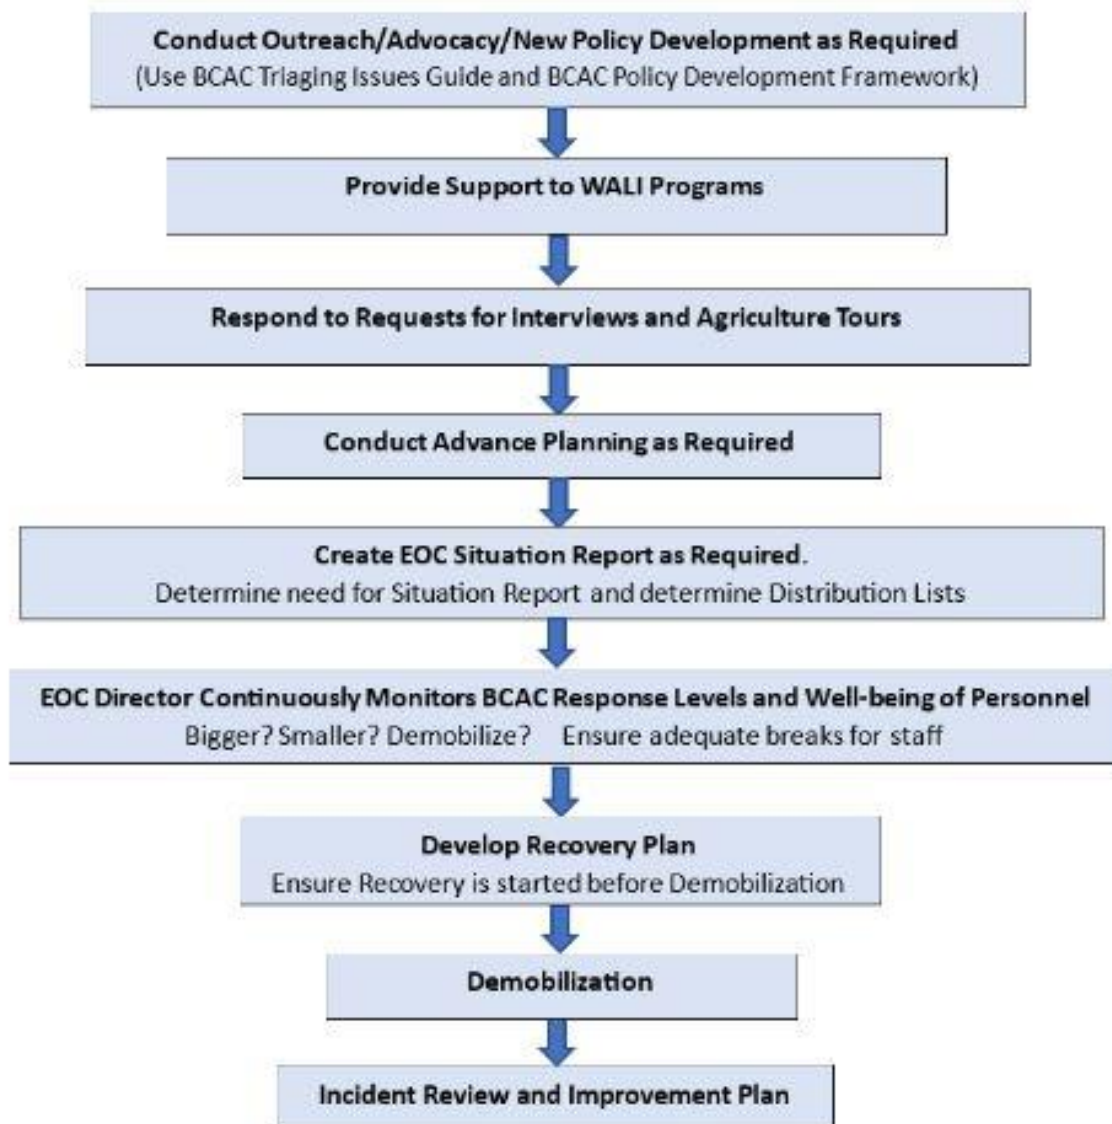 Conduct Outreach/Advocacy/New Policy Development as Required
(Use BCAC Triaging Issues Guide and BCAC Policy Development Framework)
Provide Support to WALI Programs
Respond to Requests for Interviews and Agriculture Tours
Conduct Advance Planning as Required
Create EOC Situation Report as Required.
Determine need for Situation Report and determine Distribution Lists
EOC Director Continuously Monitors BCAC Response Levels and Well-being of Personnel
Bigger? Smaller? Demobilize? Ensure adequate breaks for staff
Develop Recovery Plan
Ensure Recovery is started before Demobilization
Demobilization
Incident Review and Improvement Plan